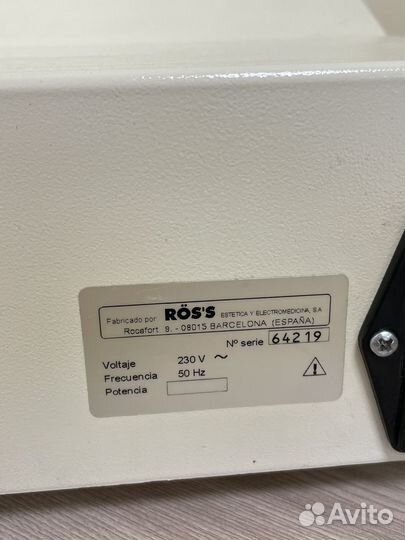 Fabricado por: RÖS'S ESTETICA Y ELECTROMEDICINA, S.A
Rocafort 9. - 08015 BARCELONA (ESPAÑA)
Nº serie 64219
Voltaje 230 V ~
Frecuencia 50 Hz
Potencia
Avito